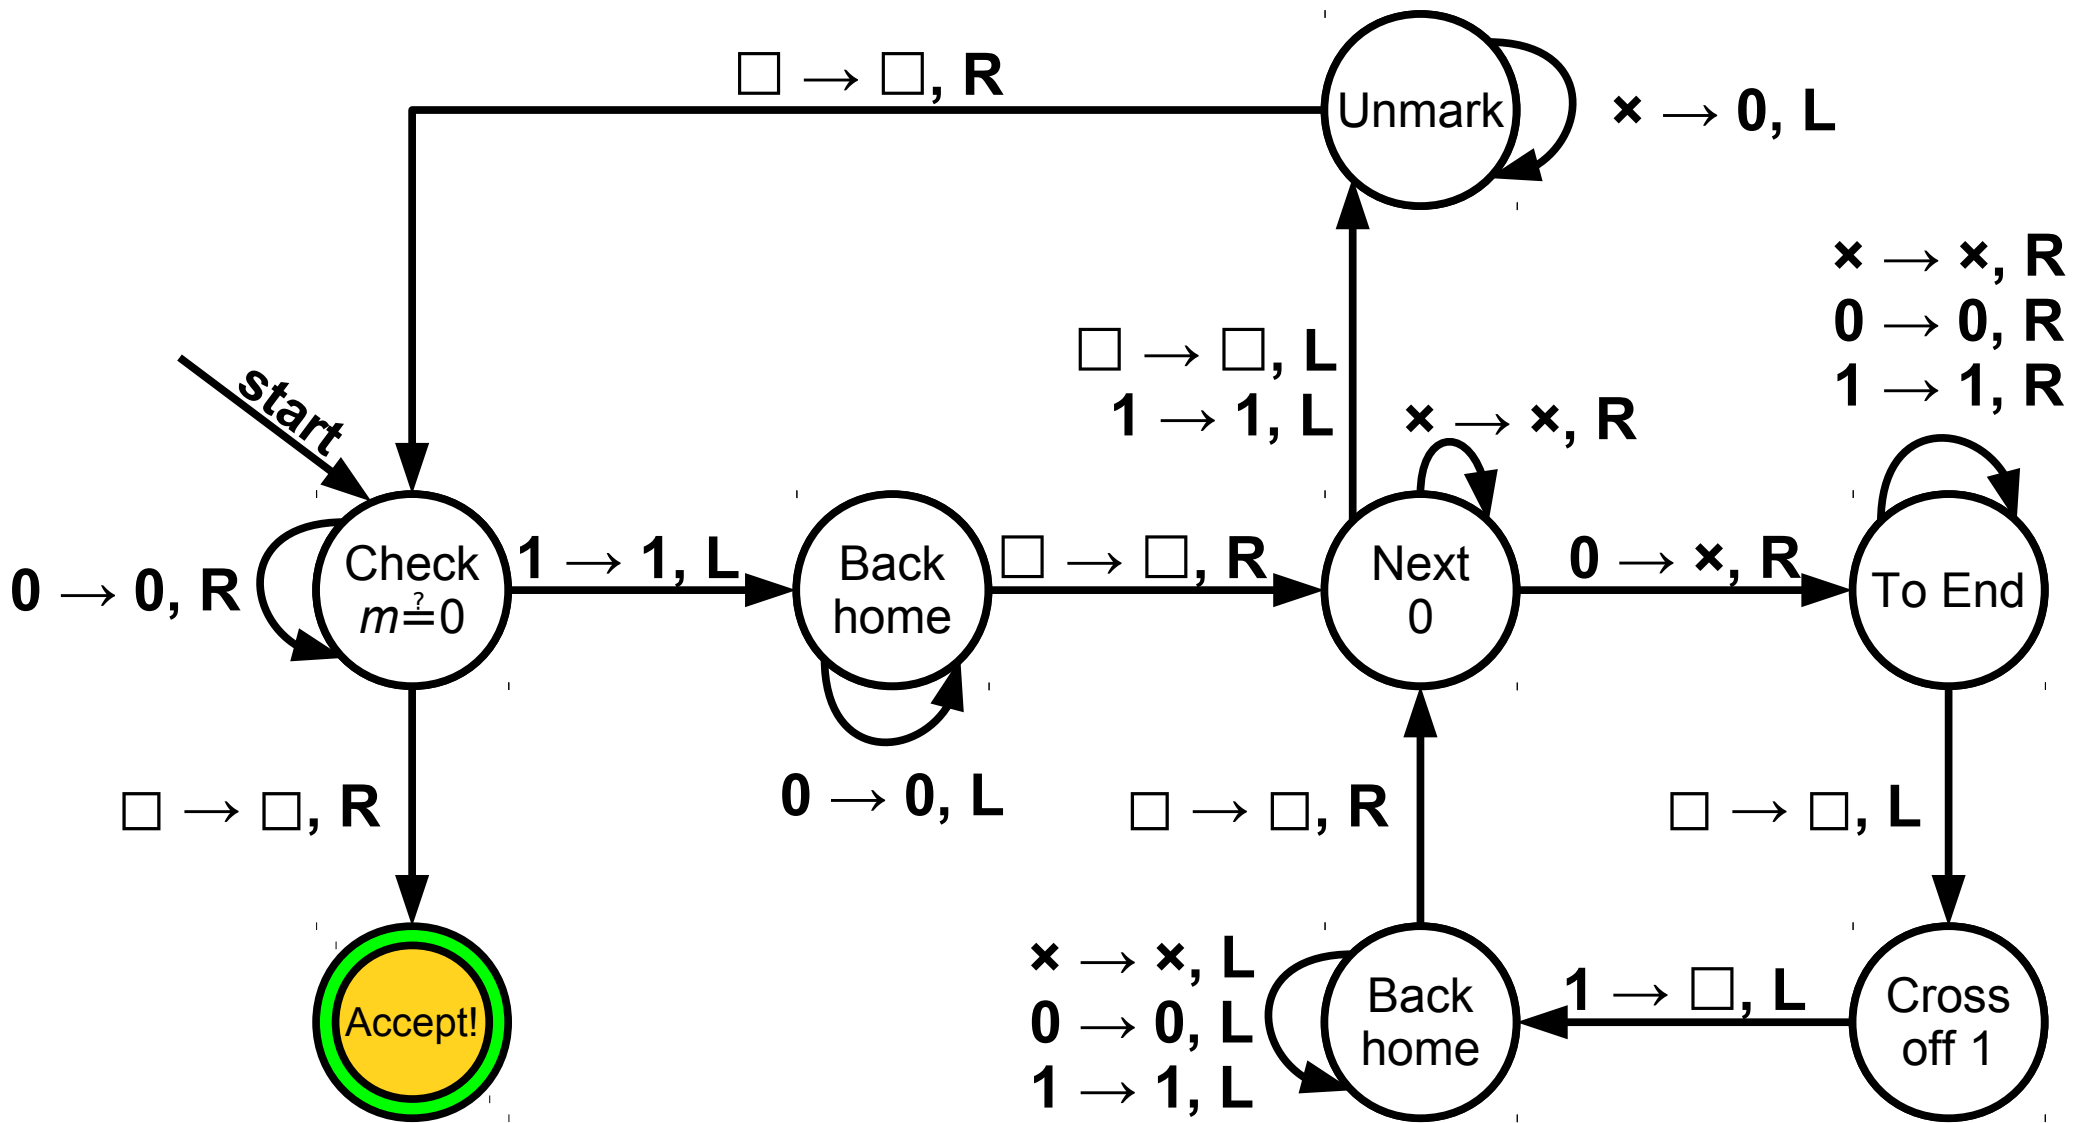 □ → □, R
Unmark
× → 0, L
× → ×, R
0 → 0, R
1 → 1, R
□ → □, L
1 → 1, L
× → ×, R
start
0 → 0, R
Check
m≟0
1 → 1, L
Back
home
□ → □, R
Next
0
0 → ×, R
To End
0 → 0, L
□ → □, R
□ → □, R
□ → □, L
Accept!
× → ×, L
0 → 0, L
1 → 1, L
Back
home
1 → □, L
Cross
off 1